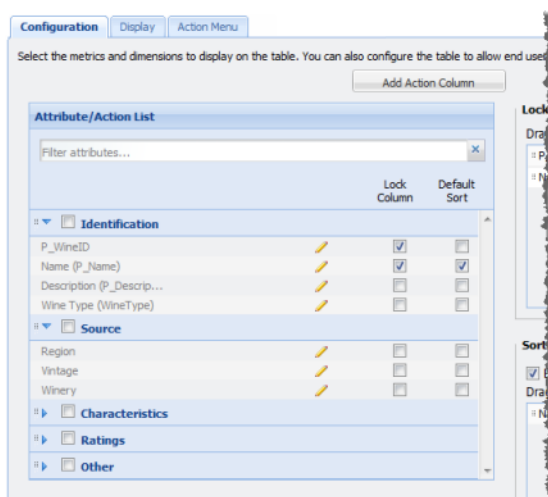 Configuration Display Action Menu
Select the metrics and dimensions to display on the table. You can also configure the table to allow end
Add Action Column
Attribute/Action List
Filter attributes...
Lock Column
Default Sort
Identification
P_WineID
Name (P_Name)
Description (P_Descrip...
Wine Type (WineType)
Source
Region
Vintage
Winery
Characteristics
Ratings
Other
Lock
Sort